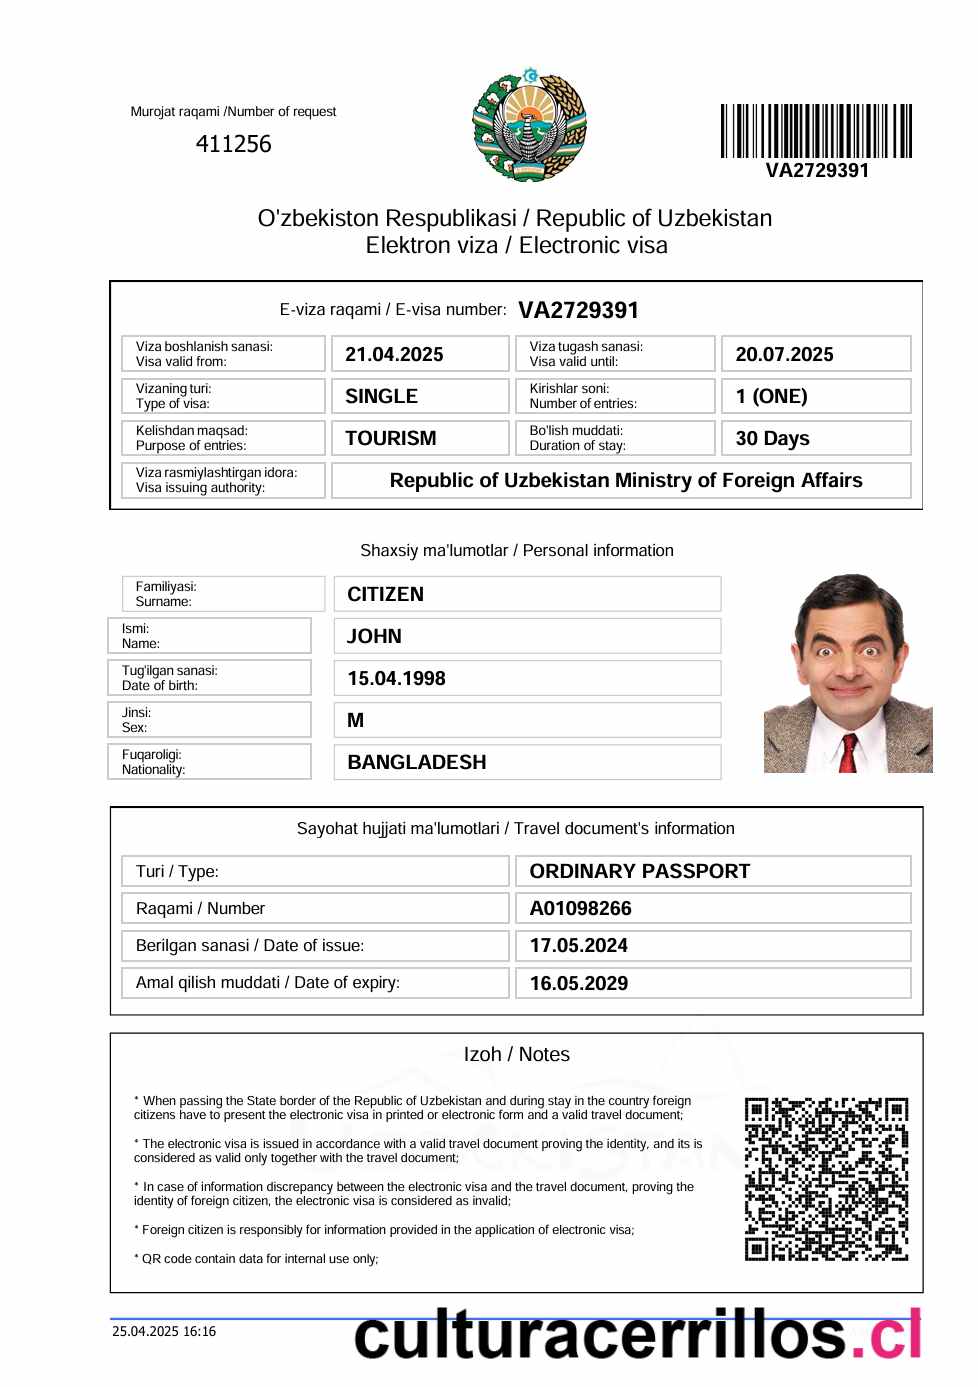 Murojat raqami /Number of request
411256
VA2729391
O'zbekiston Respublikasi / Republic of Uzbekistan
Elektron viza / Electronic visa
E-viza raqami / E-visa number: VA2729391
Viza boshlanish sanasi:
Visa valid from:
21.04.2025
Viza tugash sanasi:
Visa valid until:
20.07.2025
Vizaning turi:
Type of visa:
SINGLE
Kirishlar soni:
Number of entries:
1 (ONE)
Kelishdan maqsad:
Purpose of entries:
TOURISM
Bo'lish muddati:
Duration of stay:
30 Days
Viza rasmiylashtirgan idora:
Visa issuing authority:
Republic of Uzbekistan Ministry of Foreign Affairs
Shaxsiy ma'lumotlar / Personal information
Familiyasi:
Surname:
CITIZEN
Ismi:
Name:
JOHN
Tug'ilgan sanasi:
Date of birth:
15.04.1998
Jinsi:
Sex:
M
Fuqaroligi:
Nationality:
BANGLADESH
Sayohat hujjati ma'lumotlari / Travel document's information
Turi / Type:
ORDINARY PASSPORT
Raqami / Number
A01098266
Berilgan sanasi / Date of issue:
17.05.2024
Amal qilish muddati / Date of expiry:
16.05.2029
Izoh / Notes
* When passing the State border of the Republic of Uzbekistan and during stay in the country foreign
citizens have to present the electronic visa in printed or electronic form and a valid travel document;
* The electronic visa is issued in accordance with a valid travel document proving the identity, and its is
considered as valid only together with the travel document;
* In case of information discrepancy between the electronic visa and the travel document, proving the
identity of foreign citizen, the electronic visa is considered as invalid;
* Foreign citizen is responsibly for information provided in the application of electronic visa;
* QR code contain data for internal use only;
25.04.2025 16:16
culturacerrillos.cl